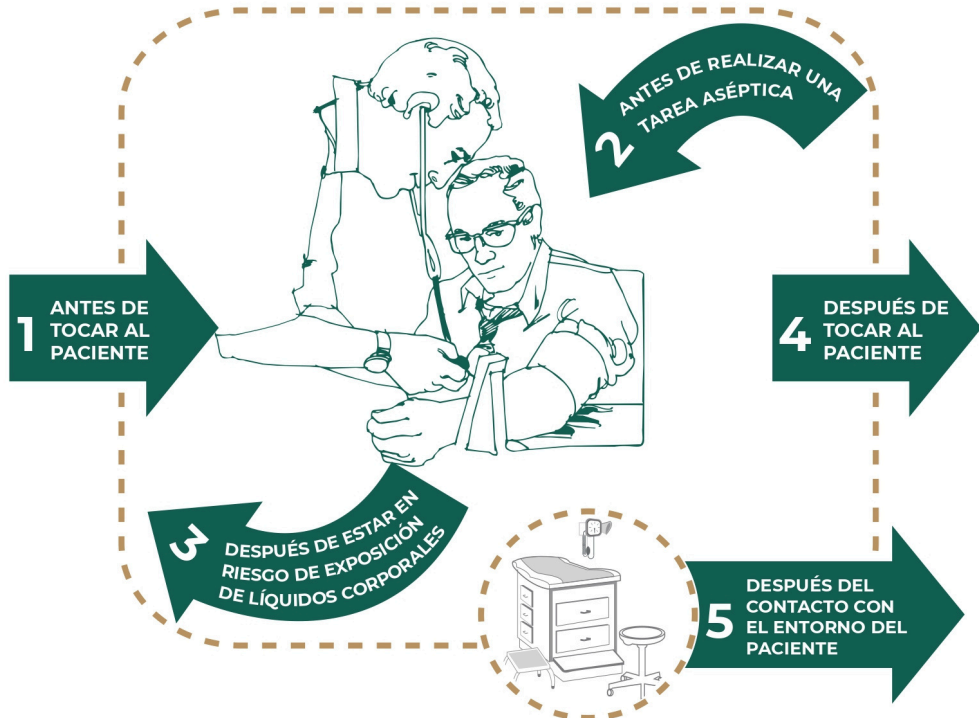 1 ANTES DE
TOCAR AL
PACIENTE
2 ANTES DE REALIZAR UNA
TAREA ASÉPTICA
3 DESPUÉS DE ESTAR EN
RIESGO DE EXPOSICIÓN
DE LÍQUIDOS CORPORALES
4 DESPUÉS DE
TOCAR AL
PACIENTE
5 DESPUÉS DEL
CONTACTO CON
EL ENTORNO DEL
PACIENTE